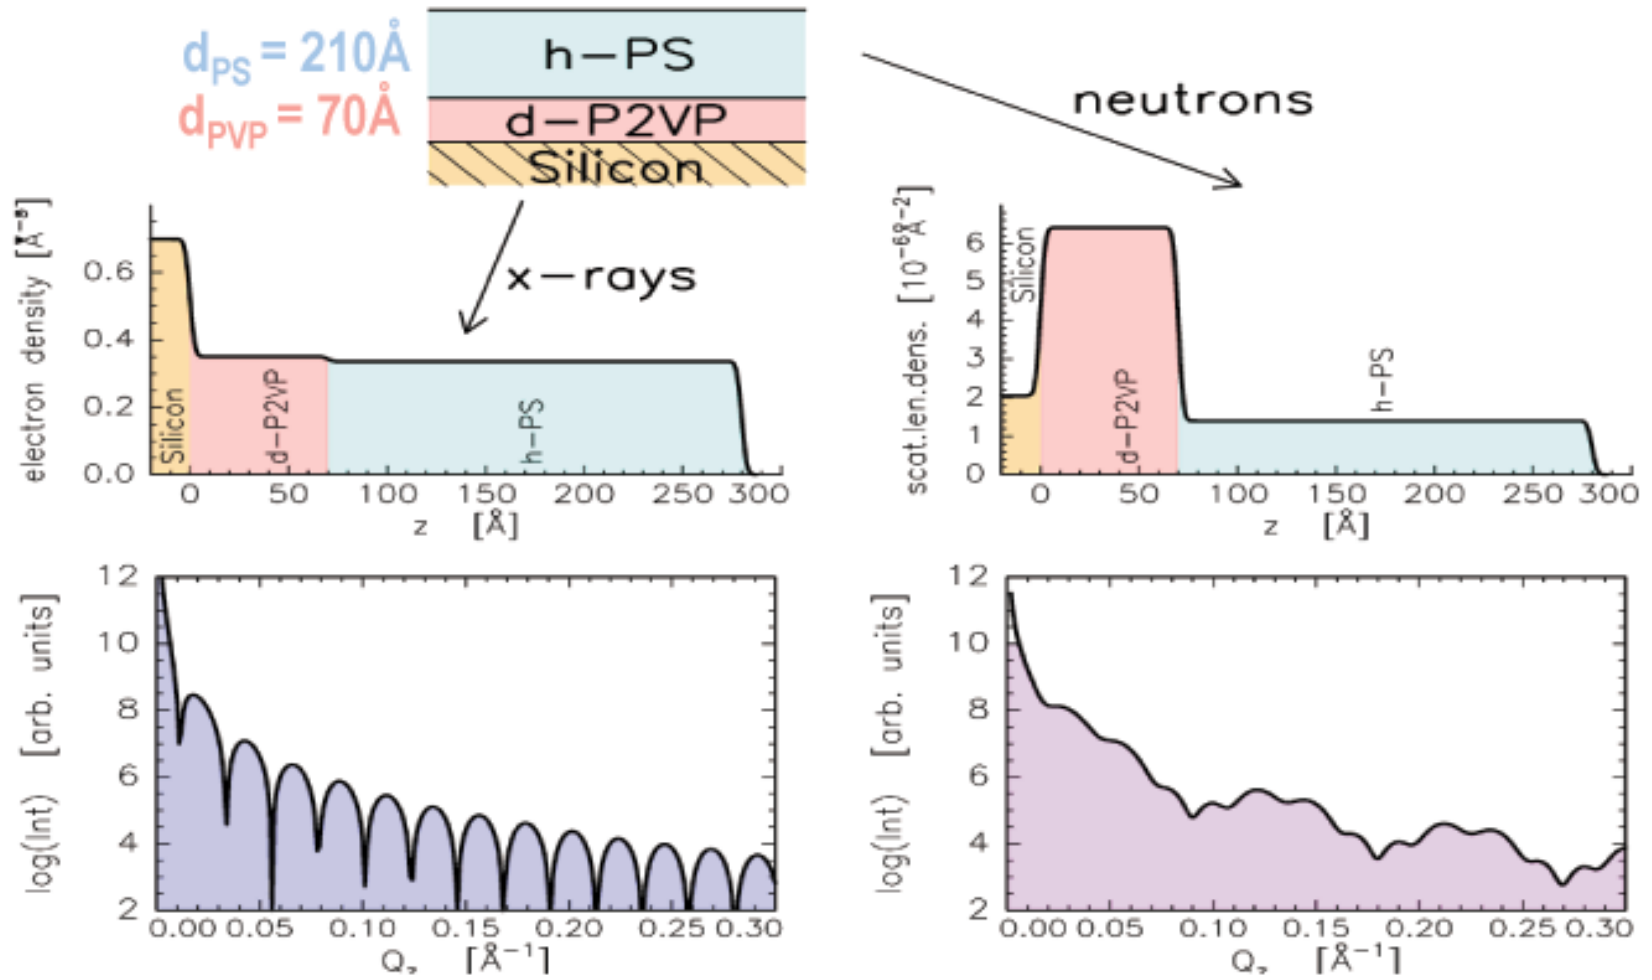 d_PS = 210Å
d_PVP = 70Å
h-PS
d-P2VP
Silicon
neutrons
x-rays
electron density [Å⁻³]
0.6
0.4
0.2
0.0
Silicon
d-P2VP
h-PS
0 50 100 150 200 250 300
z [Å]
scat.len.dens. [10⁻⁶Å⁻²]
6
5
4
3
2
1
0
Silicon
d-P2VP
h-PS
0 50 100 150 200 250 300
z [Å]
log(Int) [arb. units]
12
10
8
6
4
2
0.00 0.05 0.10 0.15 0.20 0.25 0.30
Q_z [Å⁻¹]
log(Int) [arb. units]
12
10
8
6
4
2
0.00 0.05 0.10 0.15 0.20 0.25 0.30
Q_z [Å⁻¹]